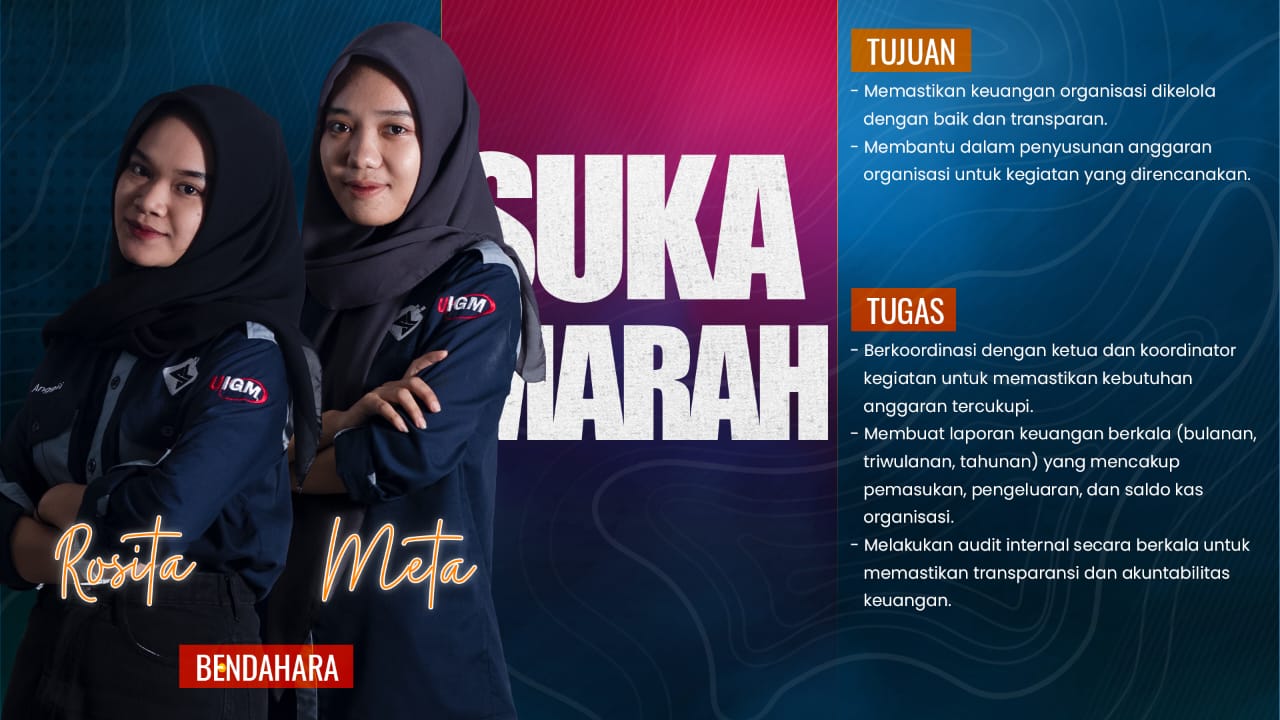 SUKA
MARAH
UIGM
UIGM
Anggell
Rosita
Meta
BENDAHARA
TUJUAN
- Memastikan keuangan organisasi dikelola
dengan baik dan transparan.
- Membantu dalam penyusunan anggaran
organisasi untuk kegiatan yang direncanakan.
TUGAS
- Berkoordinasi dengan ketua dan koordinator
kegiatan untuk memastikan kebutuhan
anggaran tercukupi.
- Membuat laporan keuangan berkala (bulanan,
triwulanan, tahunan) yang mencakup
pemasukan, pengeluaran, dan saldo kas
organisasi.
- Melakukan audit internal secara berkala untuk
memastikan transparansi dan akuntabilitas
keuangan.